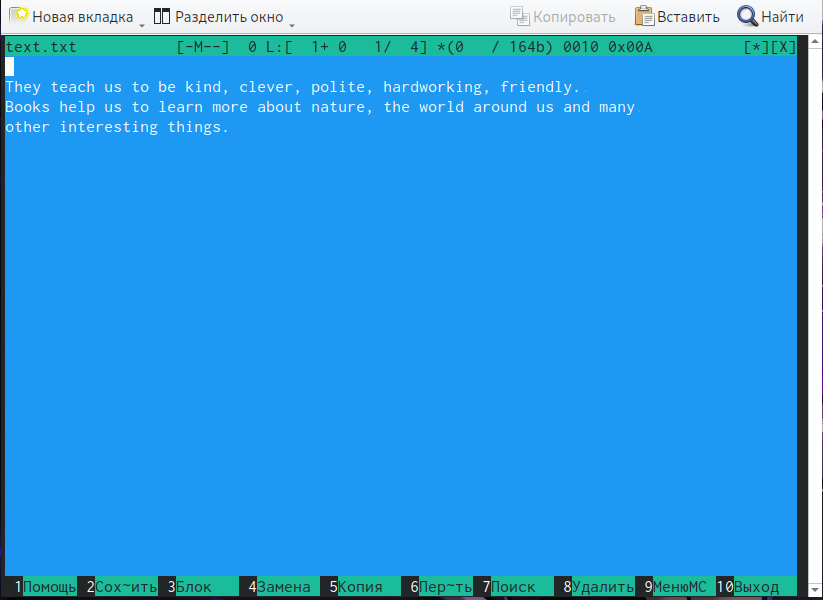 Новая вкладка Разделить окно Копировать Вставить Найти
text.txt [-M--] 0 L:[ 1+ 0 1/ 4] *(0 / 164b) 0010 0x00A [*][X]
They teach us to be kind, clever, polite, hardworking, friendly.
Books help us to learn more about nature, the world around us and many
other interesting things.
1Помощь 2Сох~ить 3Блок 4Замена 5Копия 6Пер~ть 7Поиск 8Удалить 9МенюМС 10Выход